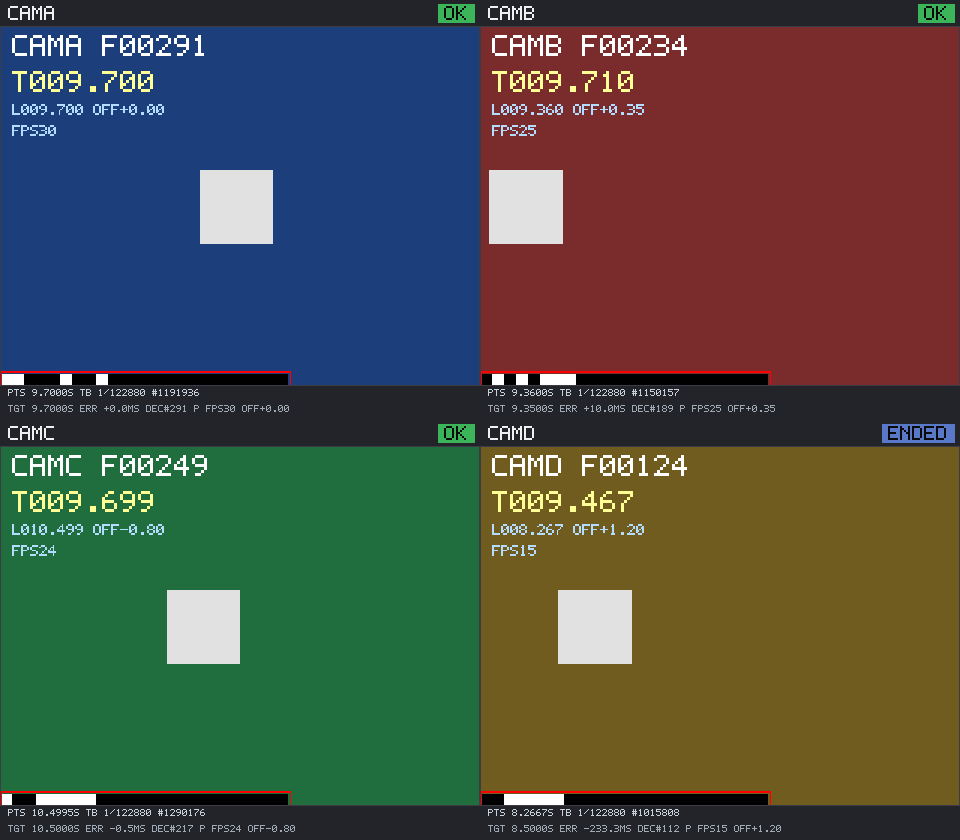 CAMA OK
CAMA F00291
T009.700
L009.700 OFF+0.00
FPS30
PTS 9.7000S TB 1/122880 #1191936
TGT 9.7000S ERR +0.0MS DEC#291 P FPS30 OFF+0.00
CAMB OK
CAMB F00234
T009.710
L009.360 OFF+0.35
FPS25
PTS 9.3600S TB 1/122880 #1150157
TGT 9.3500S ERR +10.0MS DEC#189 P FPS25 OFF+0.35
CAMC OK
CAMC F00249
T009.699
L010.499 OFF-0.80
FPS24
PTS 10.4995S TB 1/122880 #1290176
TGT 10.5000S ERR -0.5MS DEC#217 P FPS24 OFF-0.80
CAMD ENDED
CAMD F00124
T009.467
L008.267 OFF+1.20
FPS15
PTS 8.2667S TB 1/122880 #1015808
TGT 8.5000S ERR -233.3MS DEC#112 P FPS15 OFF+1.20